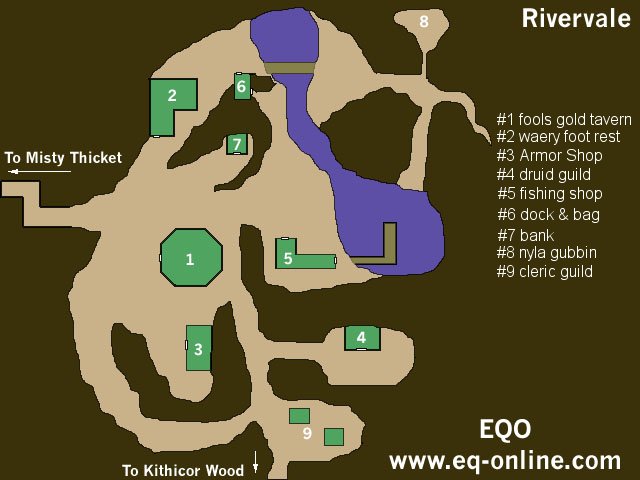 Rivervale
8
2
6
7
#1 fools gold tavern
#2 waery foot rest
#3 Armor Shop
#4 druid guild
#5 fishing shop
#6 dock & bag
#7 bank
#8 nyla gubbin
#9 cleric guild
To Misty Thicket
1
5
3
4
9
EQO
www.eq-online.com
To Kithicor Wood